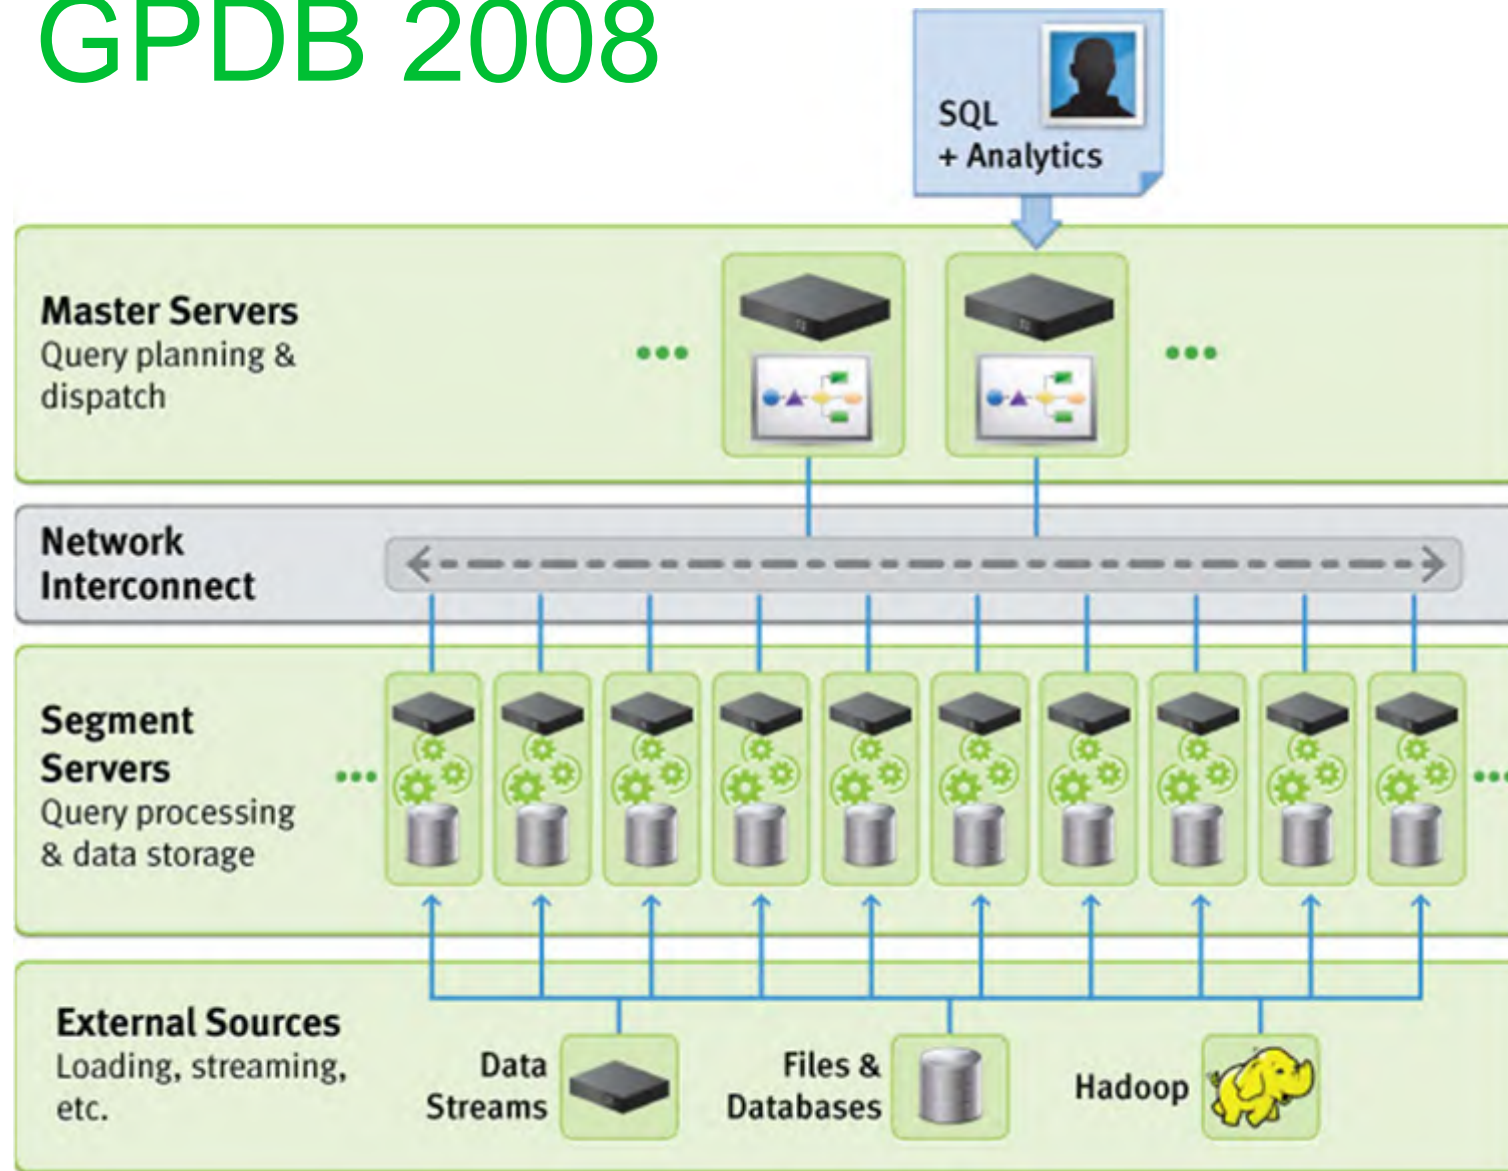 GPDB 2008
SQL
+ Analytics
Master Servers
Query planning &
dispatch
Network
Interconnect
Segment
Servers
Query processing
& data storage
External Sources
Loading, streaming,
etc.
Data
Streams
Files &
Databases
Hadoop